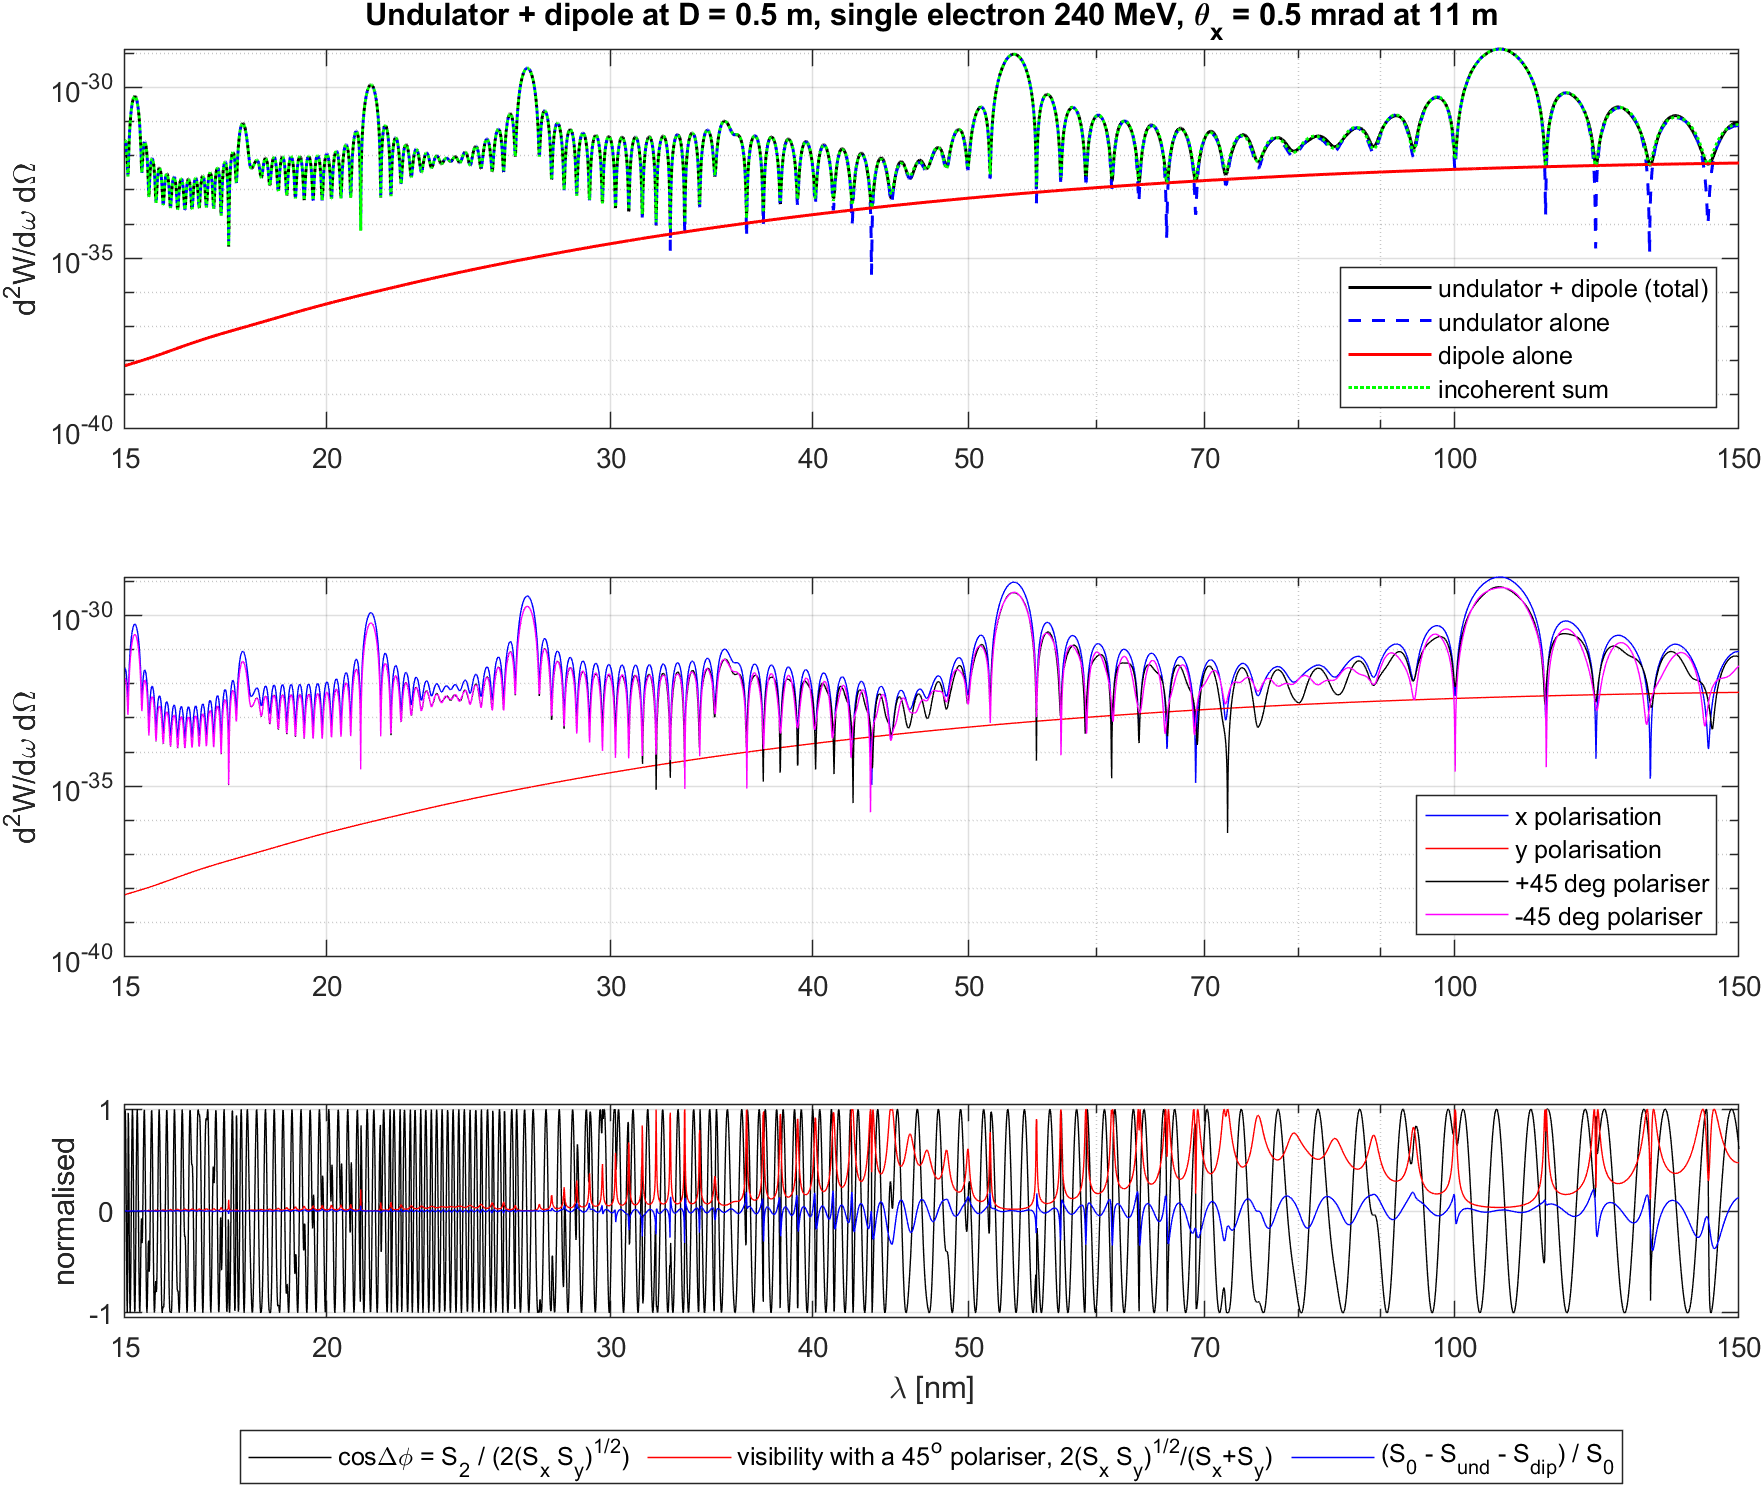 Undulator + dipole at D = 0.5 m, single electron 240 MeV, θx = 0.5 mrad at 11 m
d²W/dω dΩ
10⁻³⁰
10⁻³⁵
10⁻⁴⁰
15 20 30 40 50 70 100 150
undulator + dipole (total)
undulator alone
dipole alone
incoherent sum
d²W/dω dΩ
10⁻³⁰
10⁻³⁵
10⁻⁴⁰
15 20 30 40 50 70 100 150
x polarisation
y polarisation
+45 deg polariser
-45 deg polariser
normalised
1
0
-1
15 20 30 40 50 70 100 150
λ [nm]
cosΔϕ = S₂ / (2(Sx Sy)^1/2) visibility with a 45° polariser, 2(Sx Sy)^1/2/(Sx+Sy) (S₀ - Sund - Sdip) / S₀